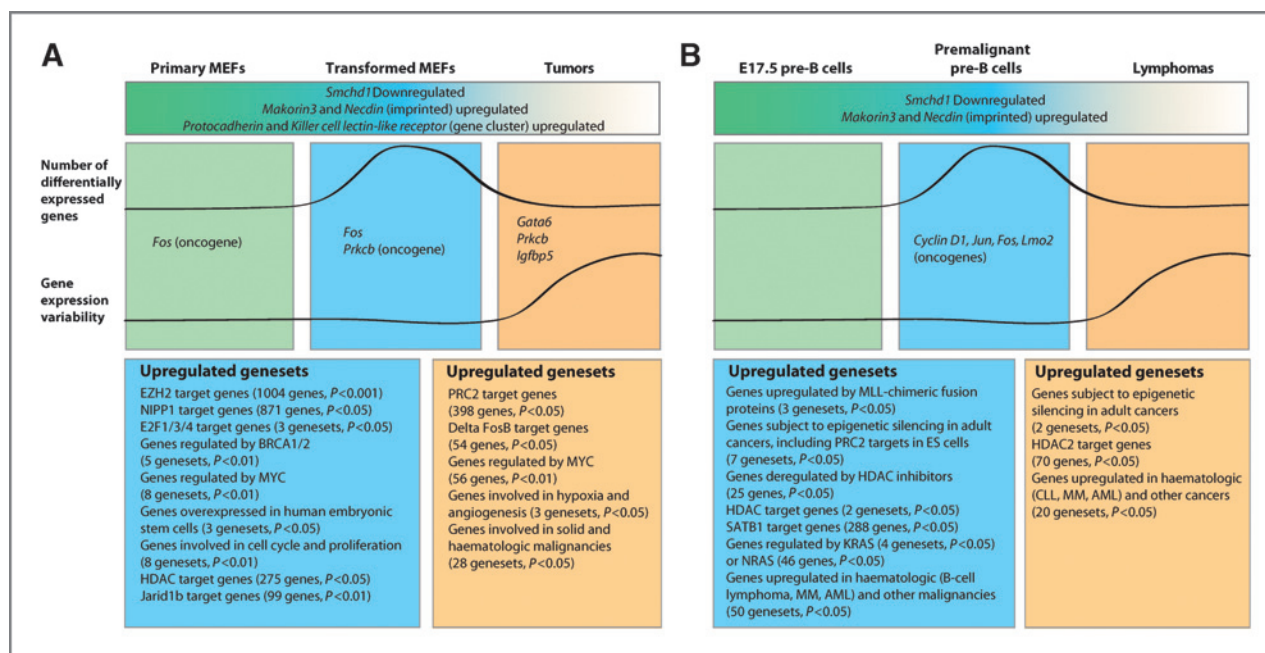 A
Primary MEFs
Transformed MEFs
Tumors
Smchd1 Downregulated
Makorin3 and Necdin (imprinted) upregulated
Protocadherin and Killer cell lectin-like receptor (gene cluster) upregulated
Number of
differentially
expressed
genes
Fos (oncogene)
Fos
Prkcb (oncogene)
Gata6
Prkcb
Igfbp5
Gene
expression
variability
Upregulated genesets
EZH2 target genes (1004 genes, P<0.001)
NIPP1 target genes (871 genes, P<0.05)
E2F1/3/4 target genes (3 genesets, P<0.05)
Genes regulated by BRCA1/2
(5 genesets, P<0.01)
Genes regulated by MYC
(8 genesets, P<0.01)
Genes overexpressed in human embryonic
stem cells (3 genesets, P<0.05)
Genes involved in cell cycle and proliferation
(8 genesets, P<0.01)
HDAC target genes (275 genes, P<0.05)
Jarid1b target genes (99 genes, P<0.01)
Upregulated genesets
PRC2 target genes
(398 genes, P<0.05)
Delta FosB target genes
(54 genes, P<0.05)
Genes regulated by MYC
(56 genes, P<0.01)
Genes involved in hypoxia and
angiogenesis (3 genesets, P<0.05)
Genes involved in solid and
haematologic malignancies
(28 genesets, P<0.05)
B
E17.5 pre-B cells
Premalignant
pre-B cells
Lymphomas
Smchd1 Downregulated
Makorin3 and Necdin (imprinted) upregulated
Cyclin D1, Jun, Fos, Lmo2
(oncogenes)
Upregulated genesets
Genes upregulated by MLL-chimeric fusion
proteins (3 genesets, P<0.05)
Genes subject to epigenetic silencing in adult
cancers, including PRC2 targets in ES cells
(7 genesets, P<0.05)
Genes deregulated by HDAC inhibitors
(25 genes, P<0.05)
HDAC target genes (2 genesets, P<0.05)
SATB1 target genes (288 genes, P<0.05)
Genes regulated by KRAS (4 genesets, P<0.05)
or NRAS (46 genes, P<0.05)
Genes upregulated in haematologic (B-cell
lymphoma, MM, AML) and other malignancies
(50 genesets, P<0.05)
Upregulated genesets
Genes subject to epigenetic
silencing in adult cancers
(2 genesets, P<0.05)
HDAC2 target genes
(70 genes, P<0.05)
Genes upregulated in haematologic
(CLL, MM, AML) and other cancers
(20 genesets, P<0.05)